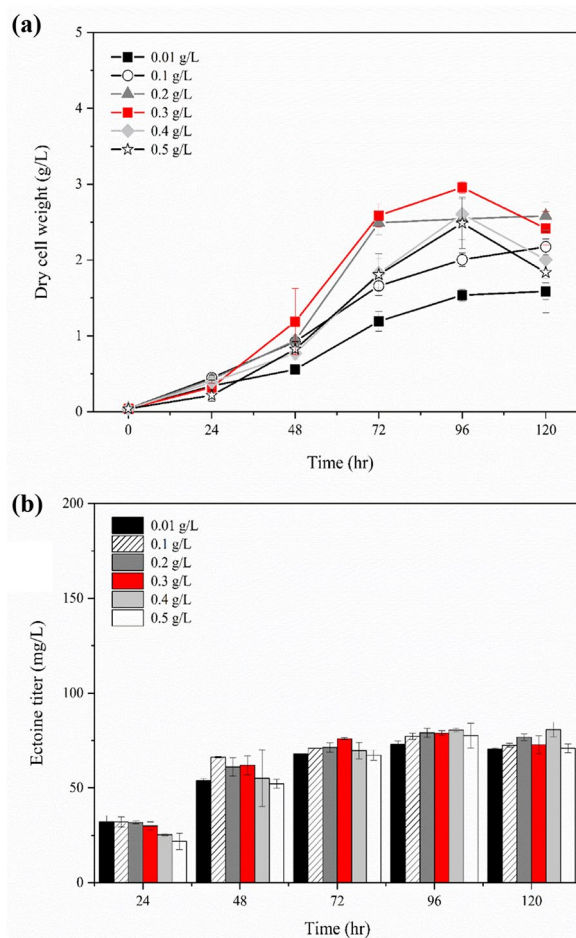 (a)
0.01 g/L
0.1 g/L
0.2 g/L
0.3 g/L
0.4 g/L
0.5 g/L
Dry cell weight (g/L)
5
4
3
2
1
0
0 24 48 72 96 120
Time (hr)
(b)
0.01 g/L
0.1 g/L
0.2 g/L
0.3 g/L
0.4 g/L
0.5 g/L
Ectoine titer (mg/L)
200
150
100
50
0
24 48 72 96 120
Time (hr)